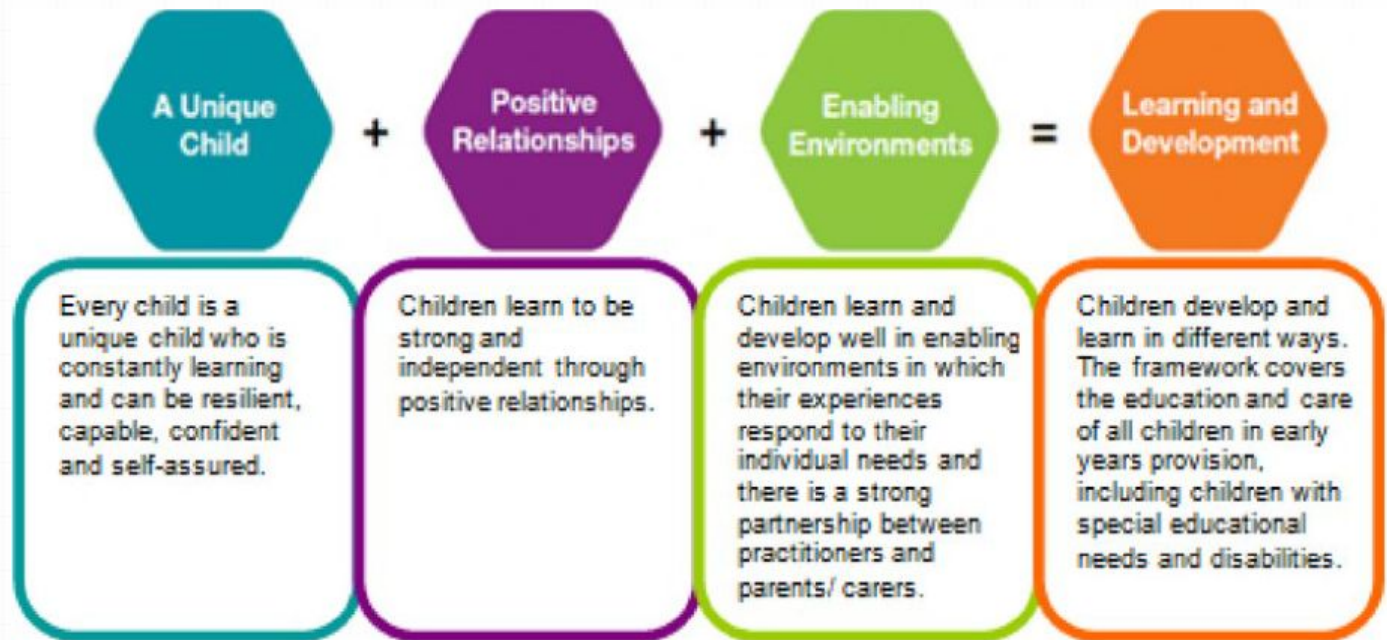 A Unique
Child
+
Positive
Relationships
+
Enabling
Environments
=
Learning and
Development
Every child is a
unique child who is
constantly learning
and can be resilient,
capable, confident
and self-assured.
Children learn to be
strong and
independent through
positive relationships.
Children learn and
develop well in enabling
environments in which
their experiences
respond to their
individual needs and
there is a strong
partnership between
practitioners and
parents/ carers.
Children develop and
learn in different ways.
The framework covers
the education and care
of all children in early
years provision,
including children with
special educational
needs and disabilities.